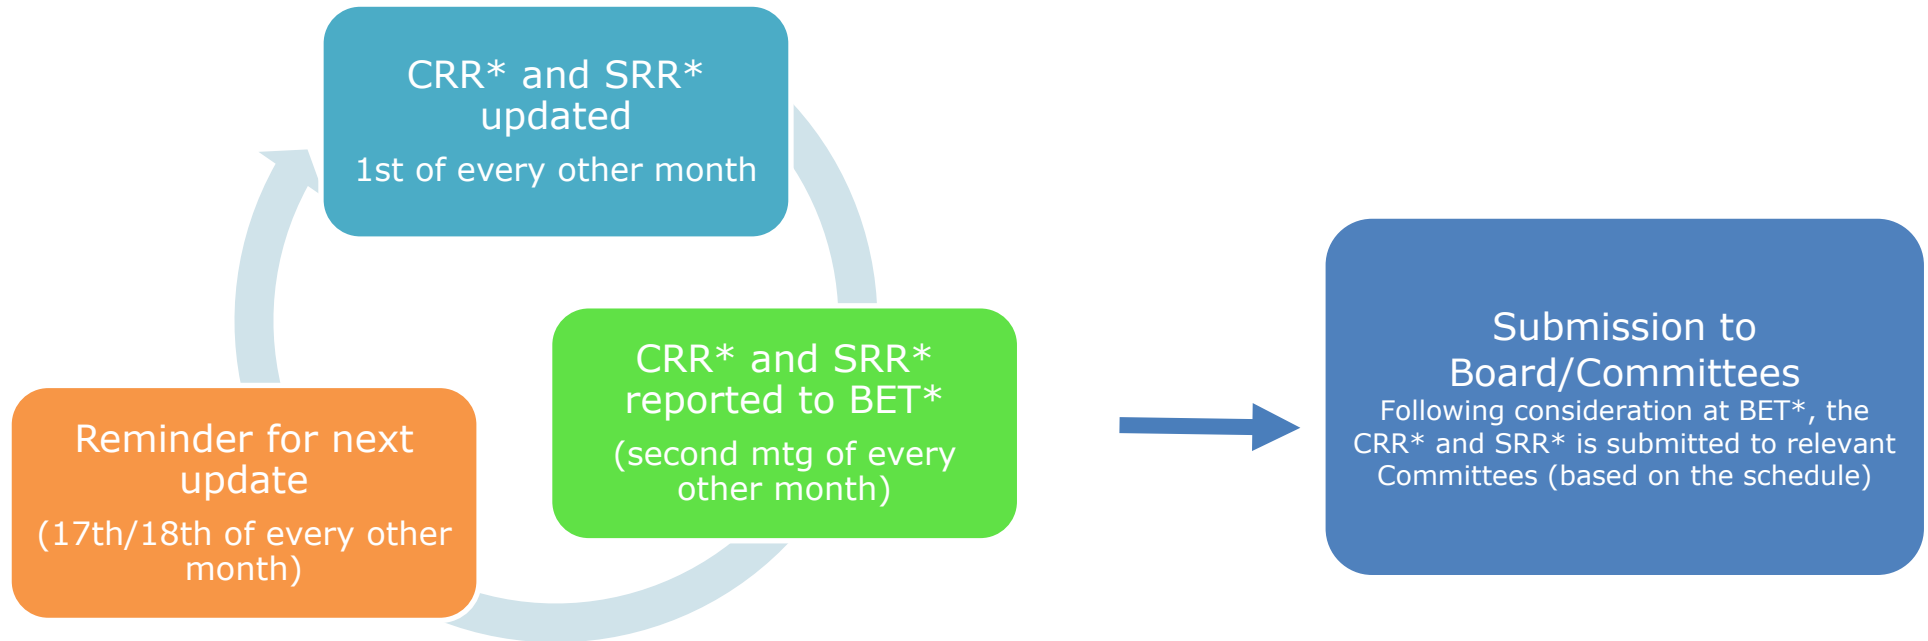 CRR* and SRR*
updated
1st of every other month
CRR* and SRR*
reported to BET*
(second mtg of every
other month)
Reminder for next
update
(17th/18th of every other
month)
Submission to
Board/Committees
Following consideration at BET*, the
CRR* and SRR* is submitted to relevant
Committees (based on the schedule)